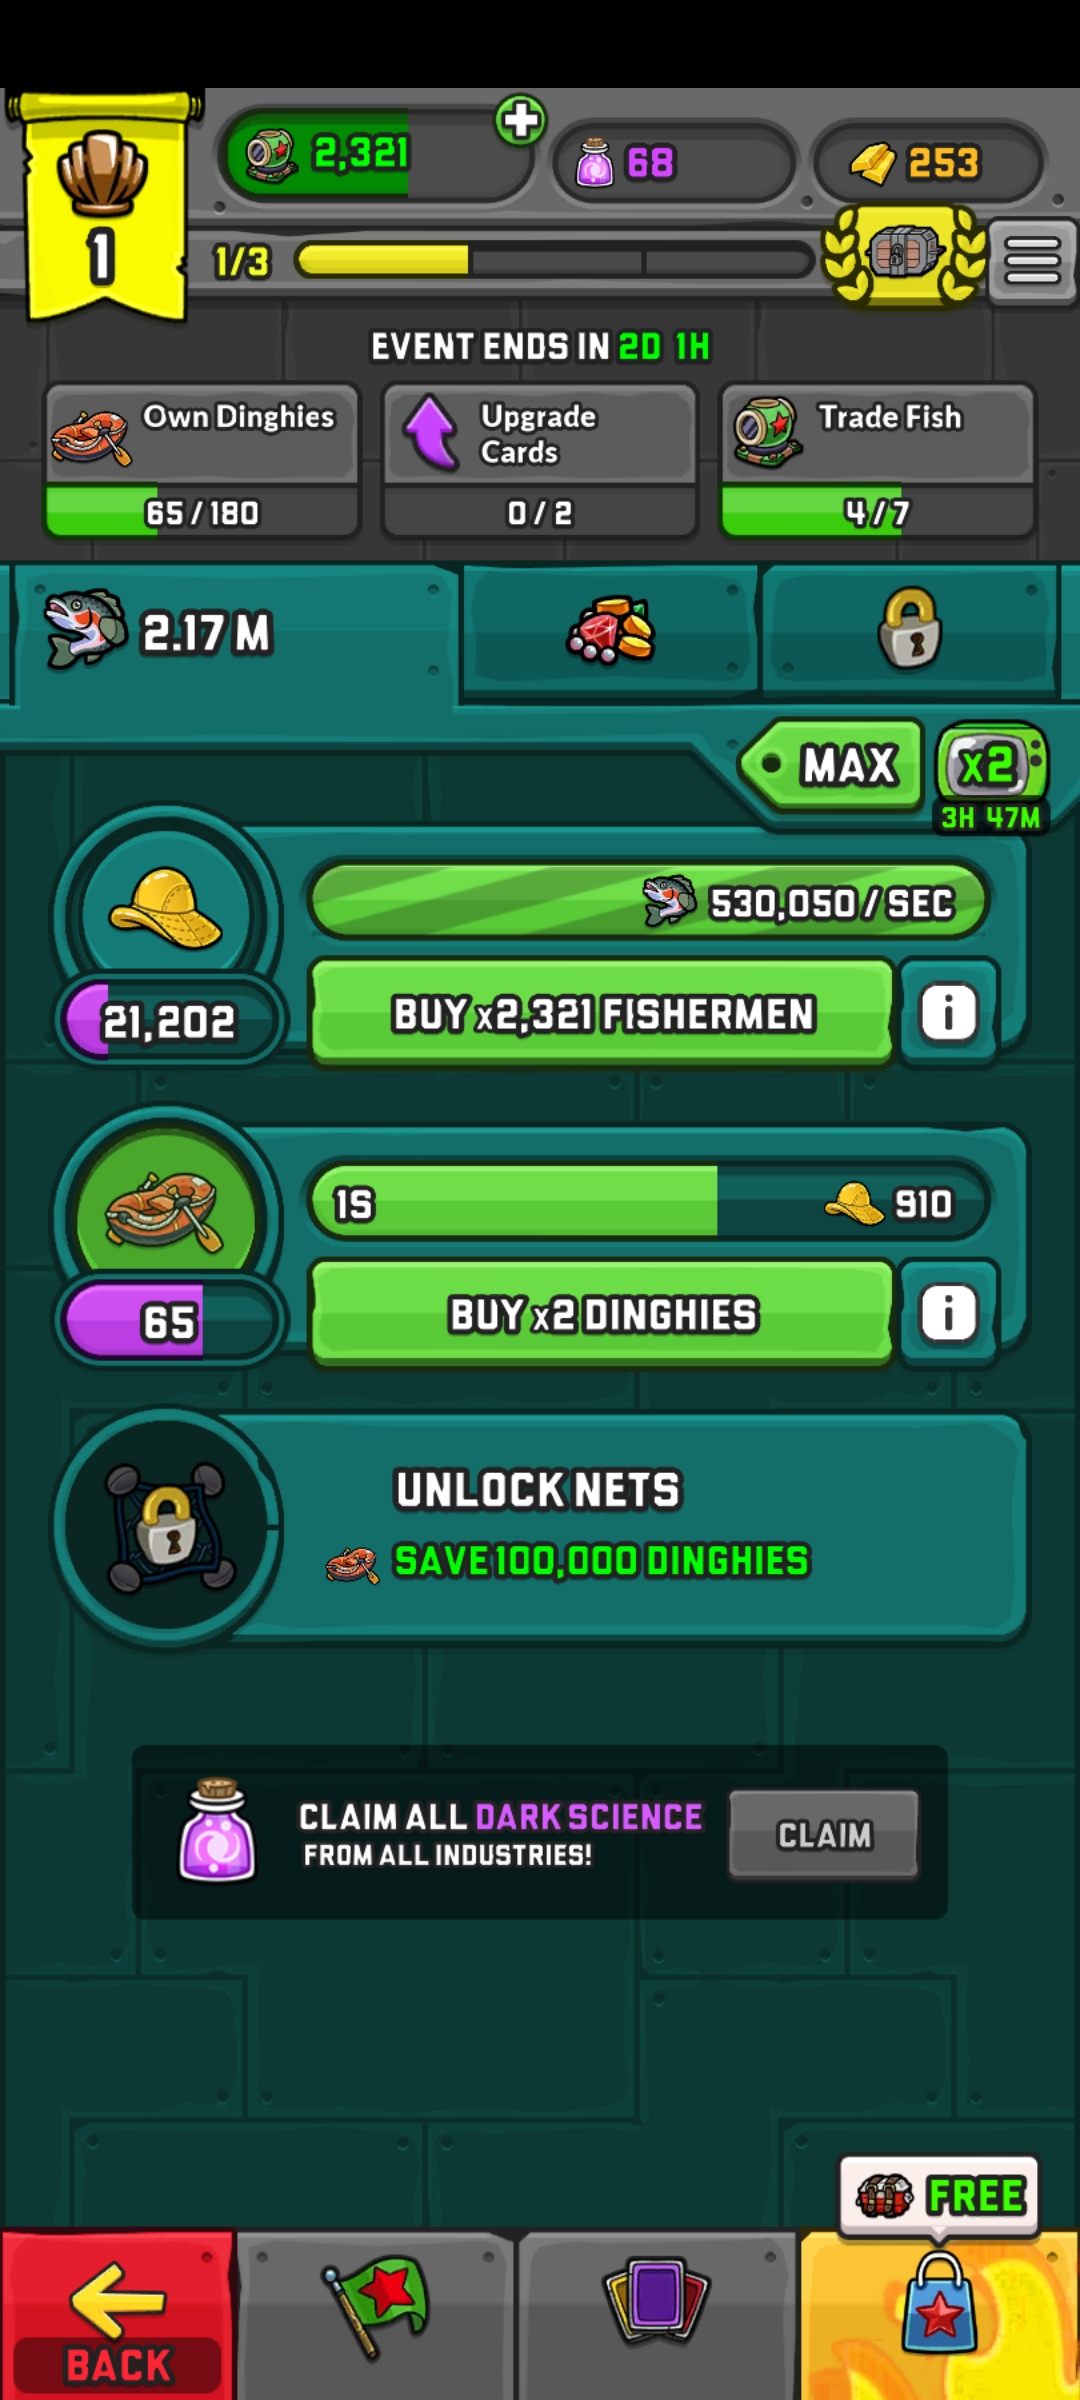 2,321
68
253
1
1/3
EVENT ENDS IN 2D 1H
Own Dinghies
65/180
Upgrade
Cards
0/2
Trade Fish
4/7
2.17 M
MAX
x2
3H 47M
530,050/SEC
21,202
BUY x2,321 FISHERMEN
i
1S
910
65
BUY x2 DINGHIES
i
UNLOCK NETS
SAVE 100,000 DINGHIES
CLAIM ALL DARK SCIENCE
FROM ALL INDUSTRIES!
CLAIM
FREE
BACK